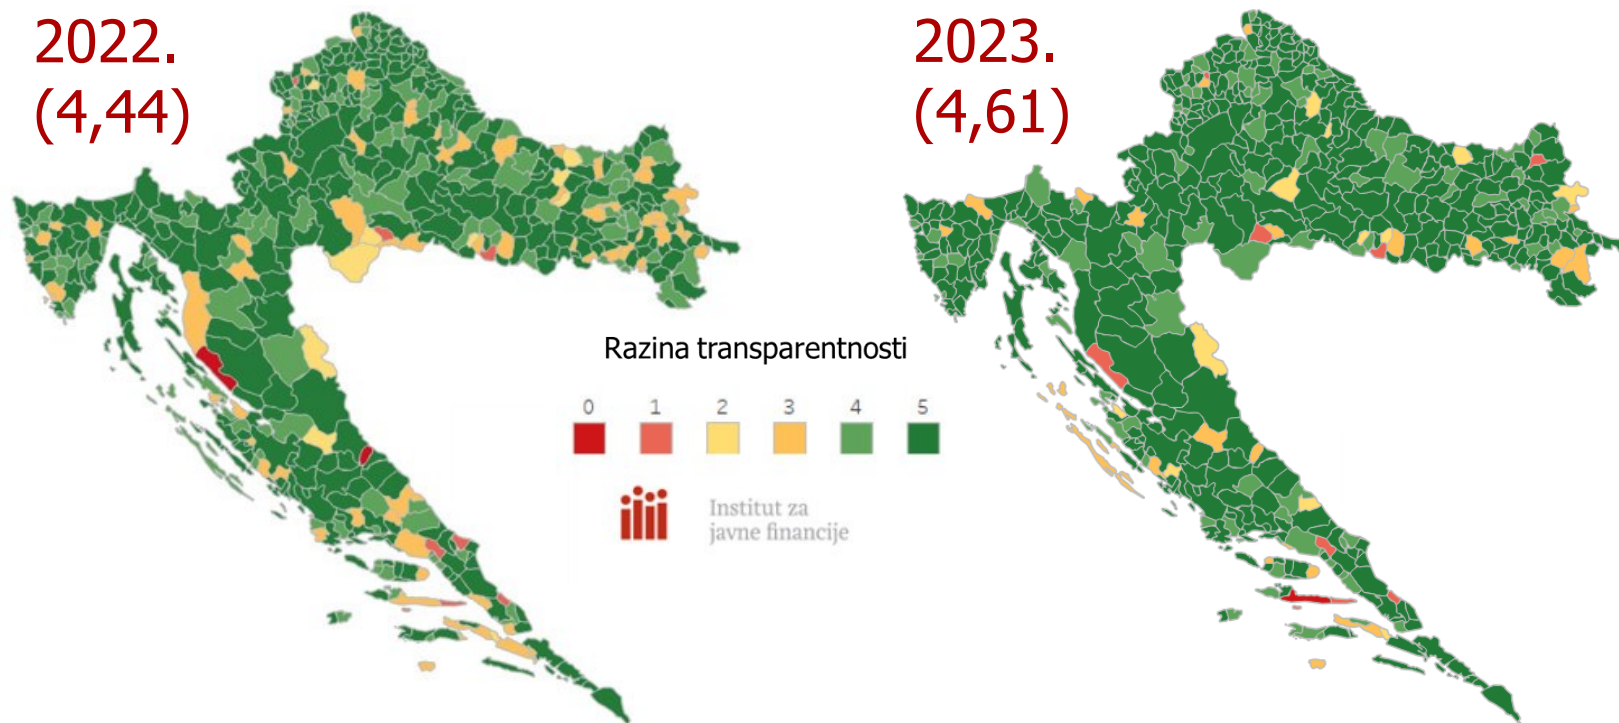 2022.
(4,44)
2023.
(4,61)
Razina transparentnosti
0 1 2 3 4 5
Institut za
javne financije